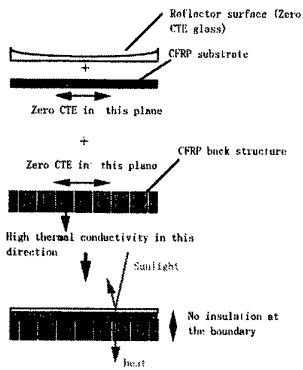 Reflector surface (Zero
CTE glass)
+
CFRP substrate
Zero CTE in this plane
+
Zero CTE in this plane
CFRP back structure
High thermal conductivity in this
direction
Sunlight
No insulation at
the boundary
heat